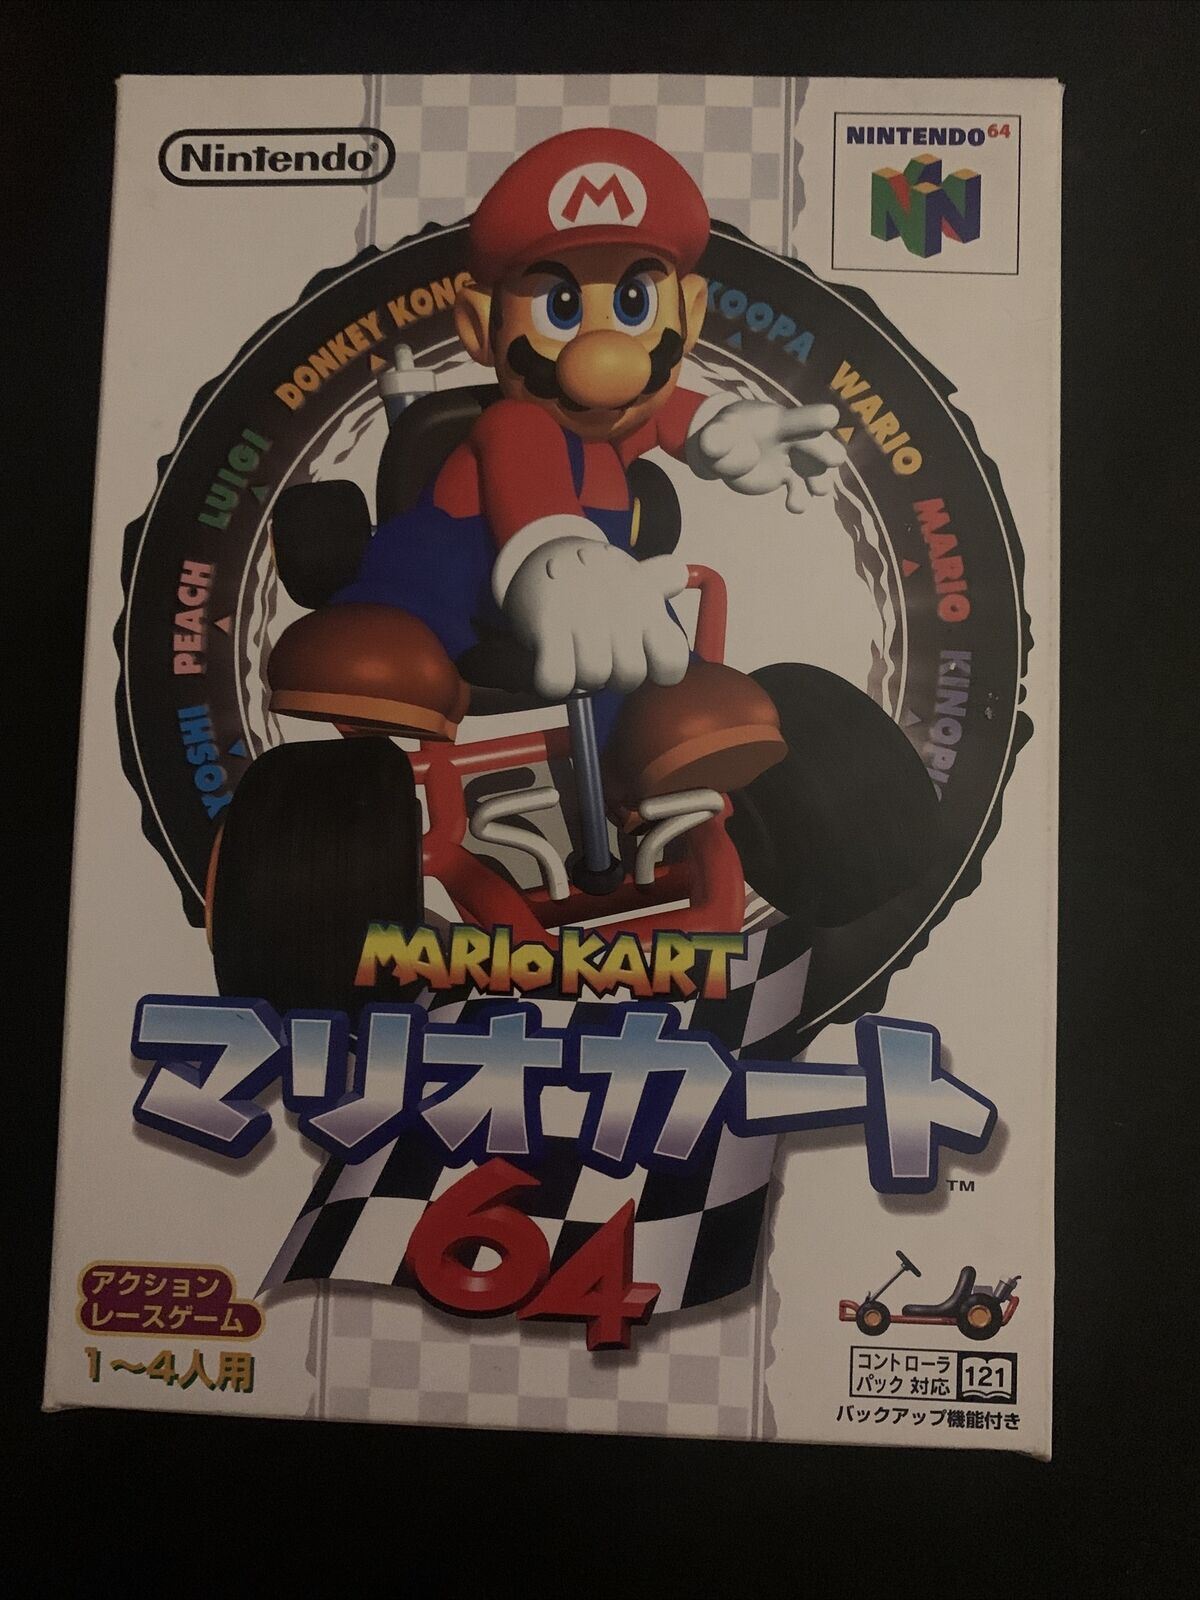 Nintendo®
NINTENDO64
M
YOSHI PEACH LUIGI DONKEY KONG KOOPA WARIO MARIO
MARIO KART
マリオカート
TM
64
アクション
レースゲーム
1〜4人用
コントローラ
パック対応
121
バックアップ機能付き